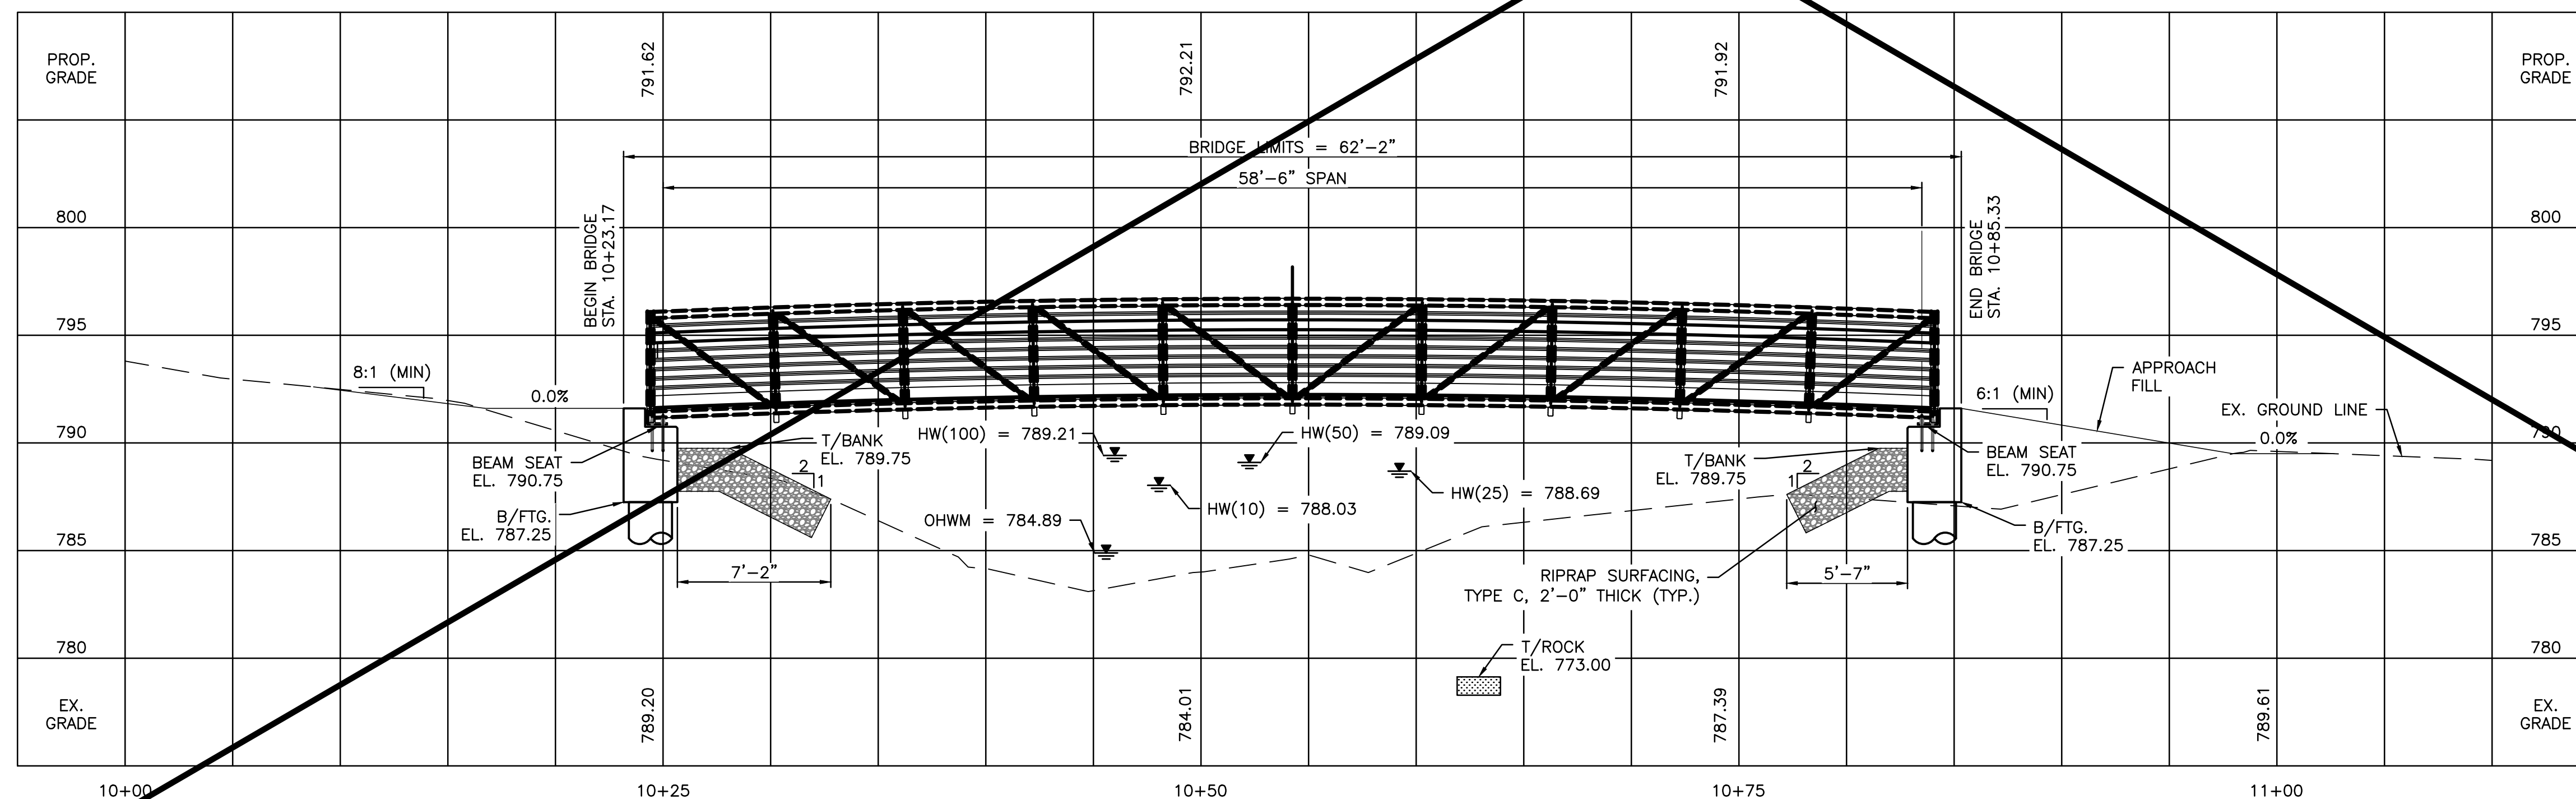 PROP.
GRADE
791.62
792.21
791.92
PROP.
GRADE
BRIDGE LIMITS = 62'-2"
58'-6" SPAN
800
BEGIN BRIDGE
STA. 10+23.17
END BRIDGE
STA. 10+85.33
800
795
795
8:1 (MIN)
0.0%
6:1 (MIN)
APPROACH
FILL
EX. GROUND LINE
790
790
0.0%
T/BANK
EL. 789.75
HW(100) = 789.21
HW(50) = 789.09
BEAM SEAT
EL. 790.75
2
1
T/BANK
EL. 789.75
2
1
BEAM SEAT
EL. 790.75
HW(25) = 788.69
HW(10) = 788.03
B/FTG.
EL. 787.25
OHWM = 784.89
B/FTG.
EL. 787.25
785
785
7'-2"
5'-7"
RIPRAP SURFACING,
TYPE C, 2'-0" THICK (TYP.)
780
780
T/ROCK
EL. 773.00
EX.
GRADE
789.20
784.01
787.39
789.61
EX.
GRADE
10+00
10+25
10+50
10+75
11+00